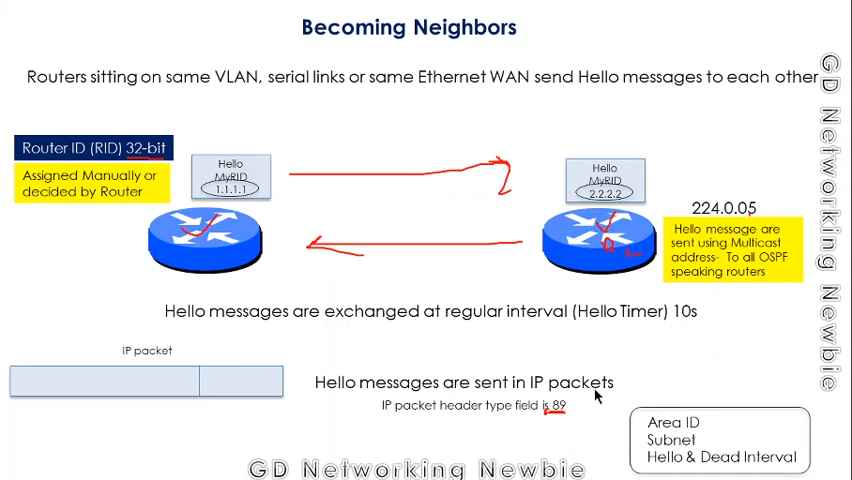 Becoming Neighbors
Routers sitting on same VLAN, serial links or same Ethernet WAN send Hello messages to each other
Router ID (RID) 32-bit
Assigned Manually or
decided by Router
Hello
MyRID
1.1.1.1
Hello
MyRID
2.2.2.2
224.0.05
Hello message are
sent using Multicast
address- To all OSPF
speaking routers
Hello messages are exchanged at regular interval (Hello Timer) 10s
IP packet
Hello messages are sent in IP packets
IP packet header type field is 89
Area ID
Subnet
Hello & Dead Interval
GD Networking Newbie
GD Networking Newbie